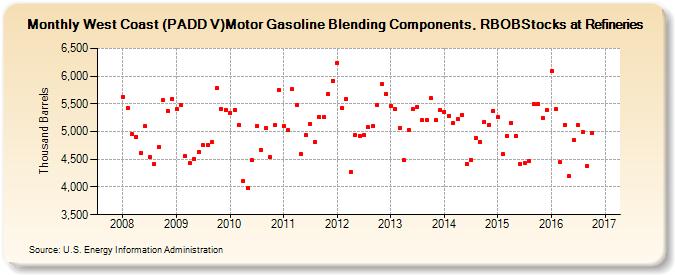 Monthly West Coast (PADD V)Motor Gasoline Blending Components, RBOBStocks at Refineries
Thousand Barrels
6,500
6,000
5,500
5,000
4,500
4,000
3,500
2008 2009 2010 2011 2012 2013 2014 2015 2016 2017
Source: U.S. Energy Information Administration